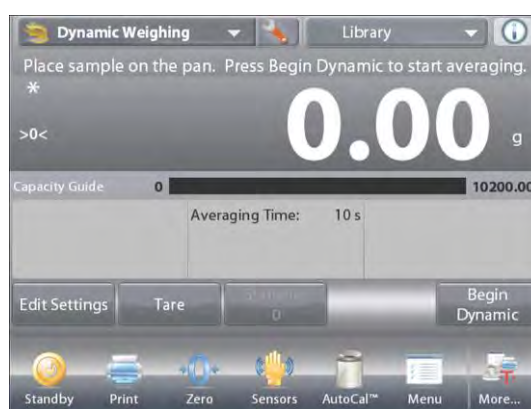 Dynamic Weighing
Library
Place sample on the pan. Press Begin Dynamic to start averaging.
*
>0<
0.00 g
Capacity Guide 0 10200.00
Averaging Time: 10 s
Edit Settings
Tare
0
Begin
Dynamic
Standby Print Zero Sensors AutoCal™ Menu More...